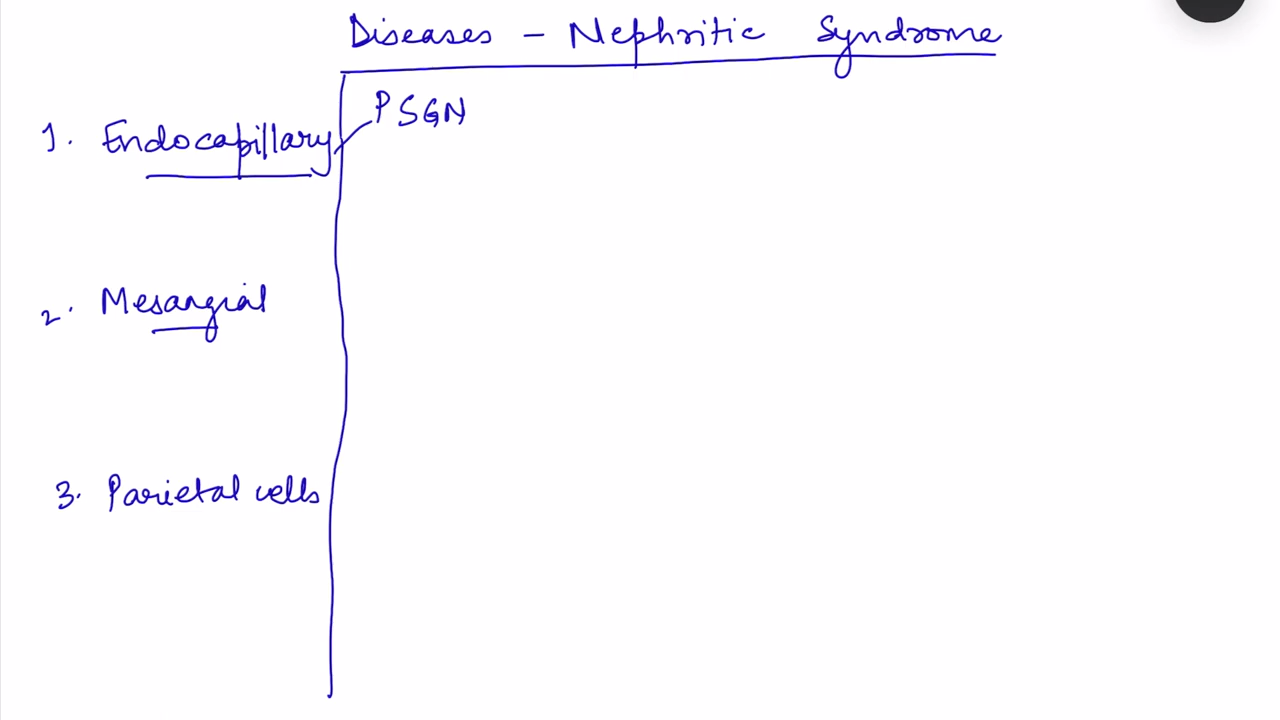 Diseases - Nephritic Syndrome
PSGN
1. Endocapillary
2. Mesangial
3. Parietal cells